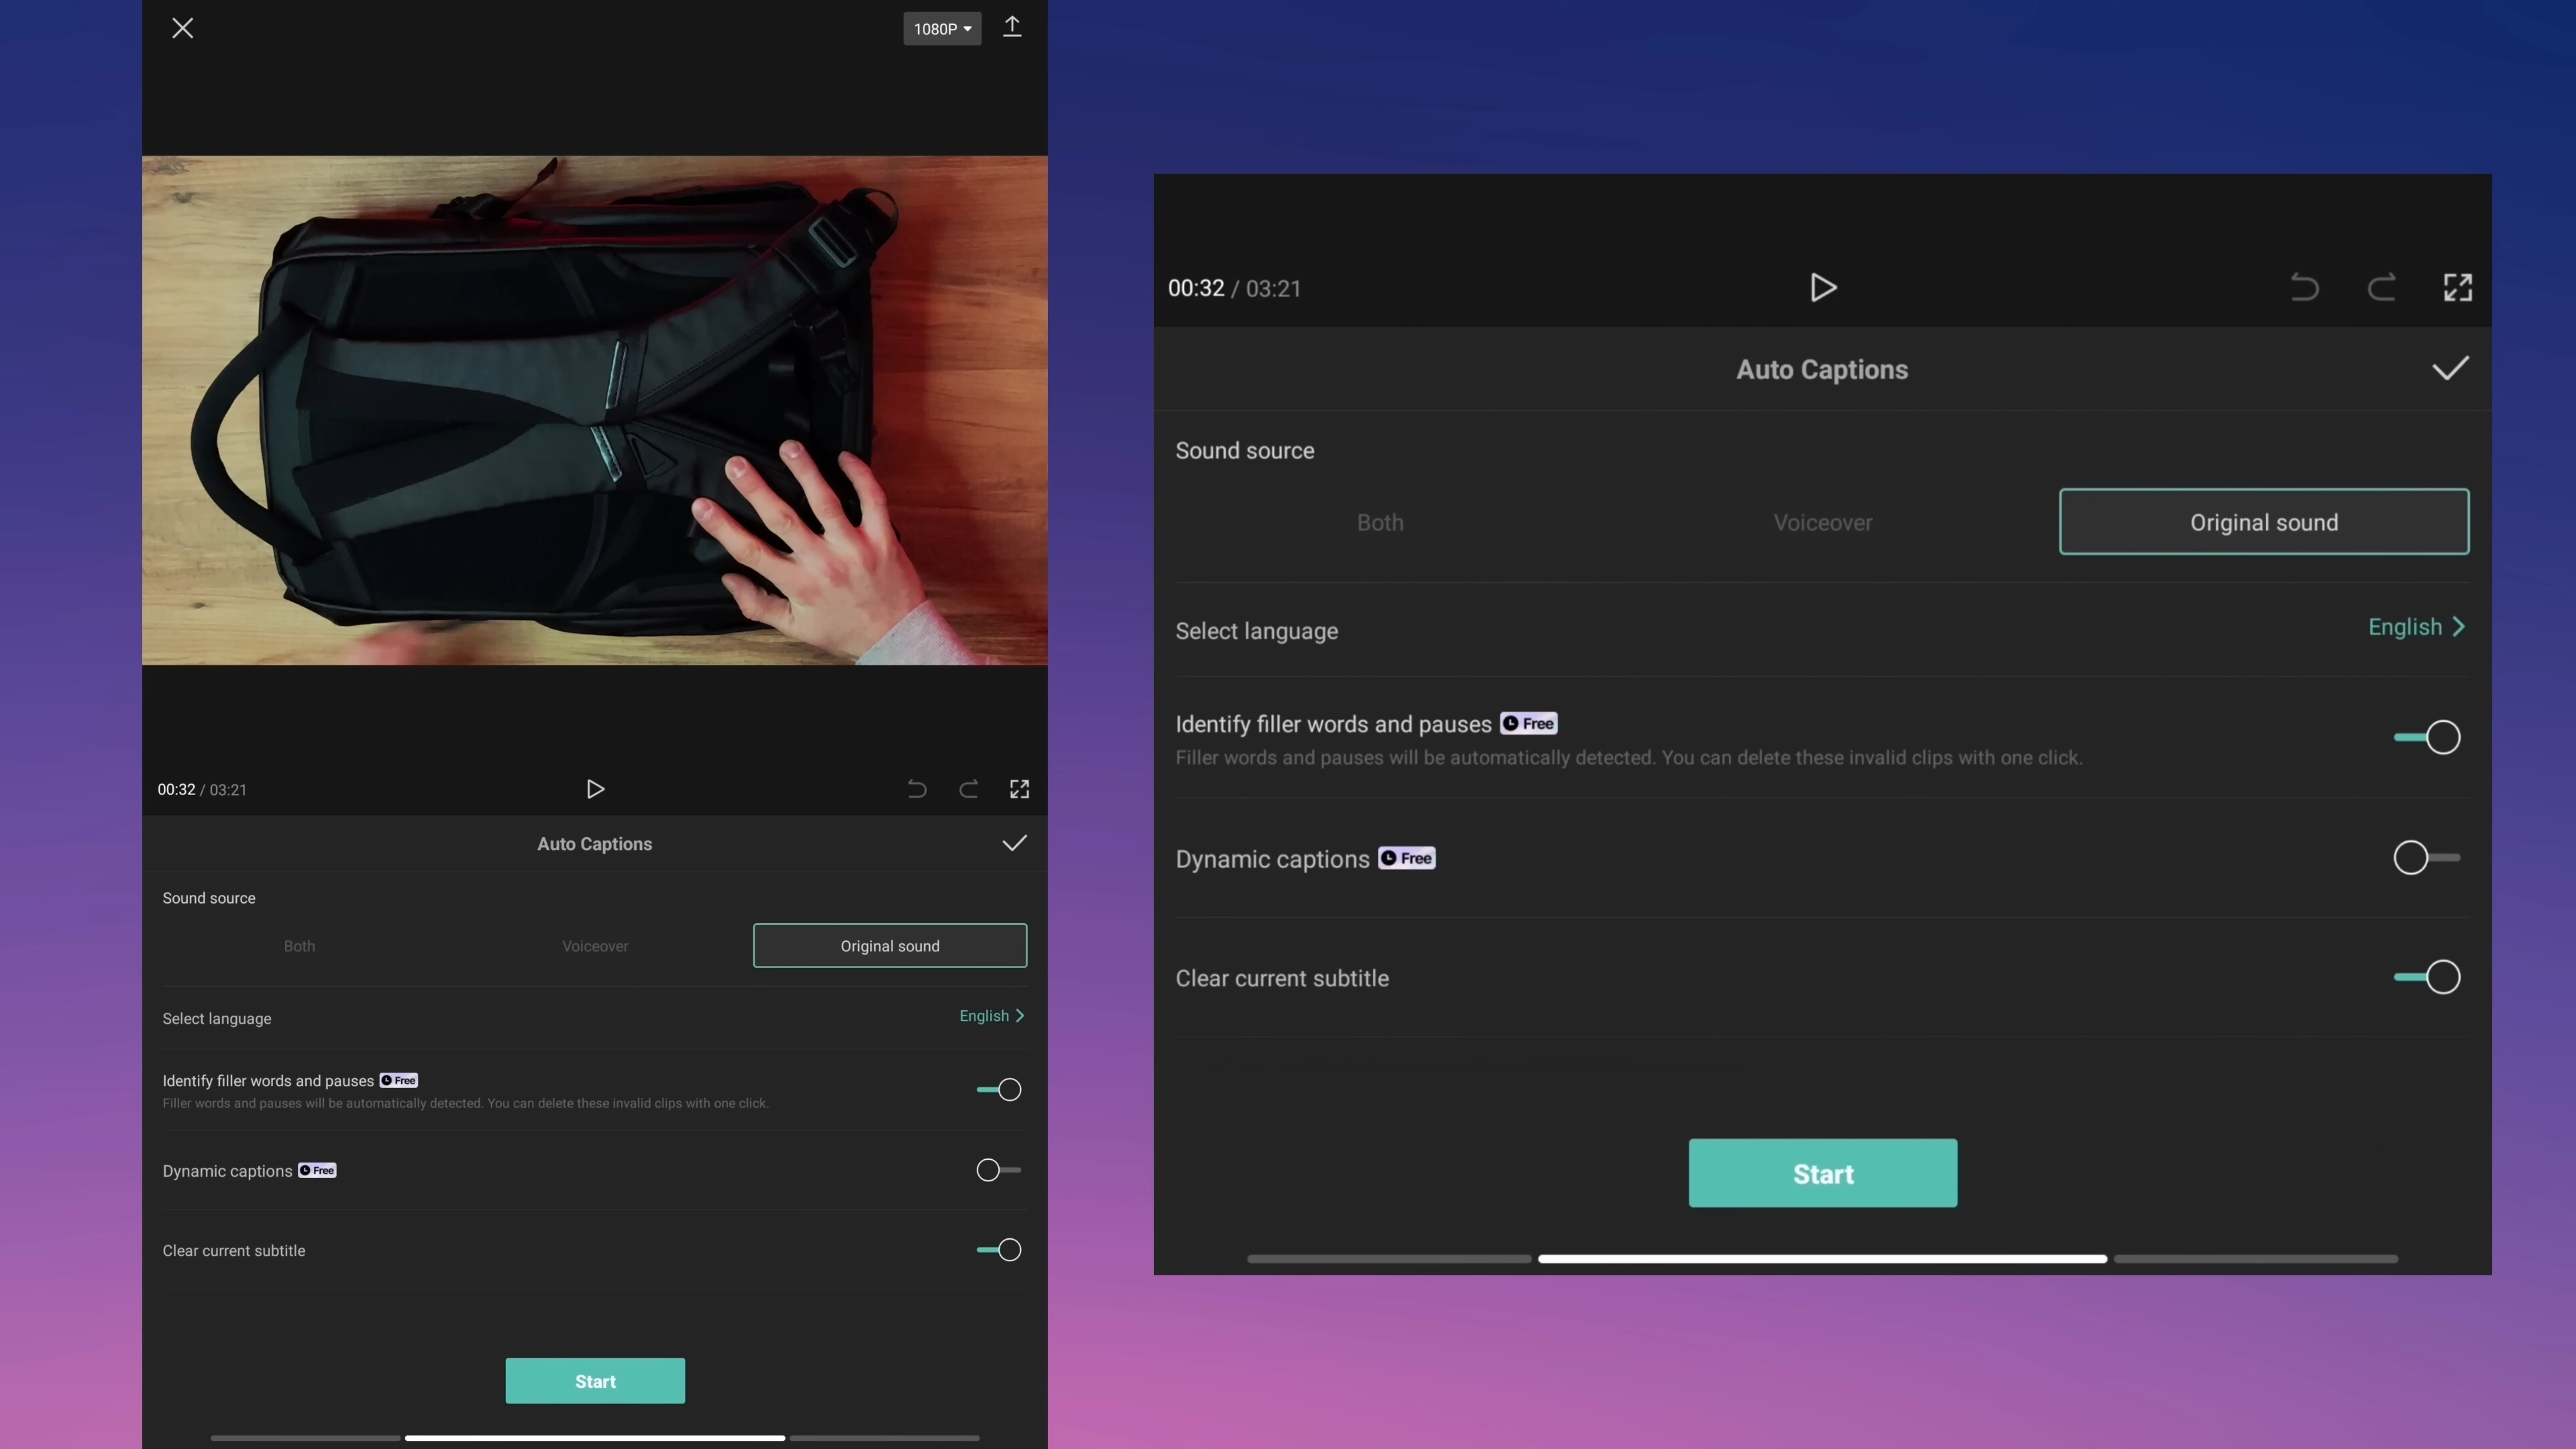 1080P
00:32 / 03:21
Auto Captions
Sound source
Both Voiceover Original sound
Select language English
Identify filler words and pauses Free
Filler words and pauses will be automatically detected. You can delete these invalid clips with one click.
Dynamic captions Free
Clear current subtitle
Start
00:32 / 03:21
Auto Captions
Sound source
Both Voiceover Original sound
Select language English
Identify filler words and pauses Free
Filler words and pauses will be automatically detected. You can delete these invalid clips with one click.
Dynamic captions Free
Clear current subtitle
Start